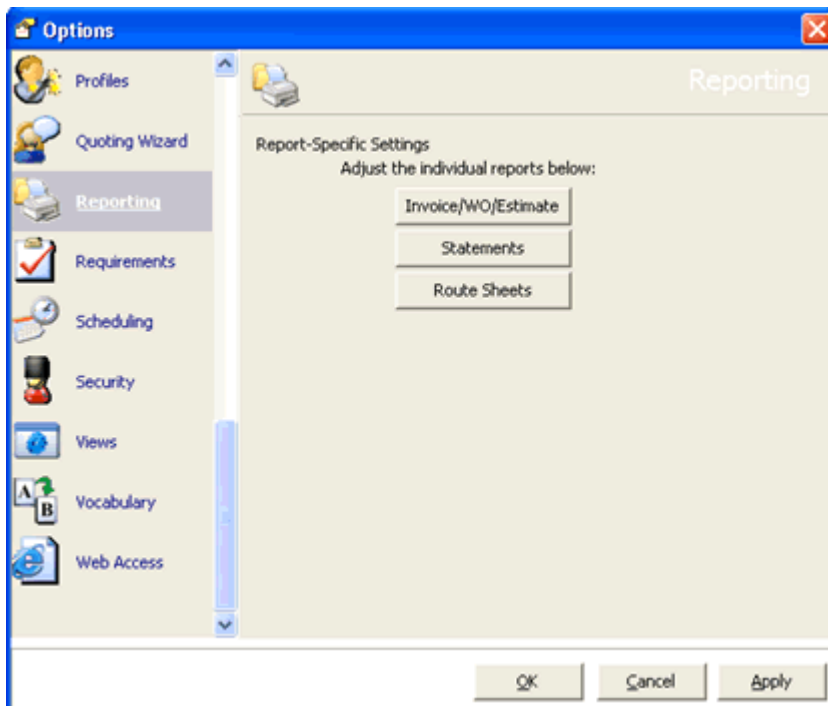 Options
Profiles
Quoting Wizard
Reporting
Requirements
Scheduling
Security
Views
A
B
Vocabulary
Web Access
Reporting
Report-Specific Settings
Adjust the individual reports below:
Invoice/WO/Estimate
Statements
Route Sheets
OK
Cancel
Apply